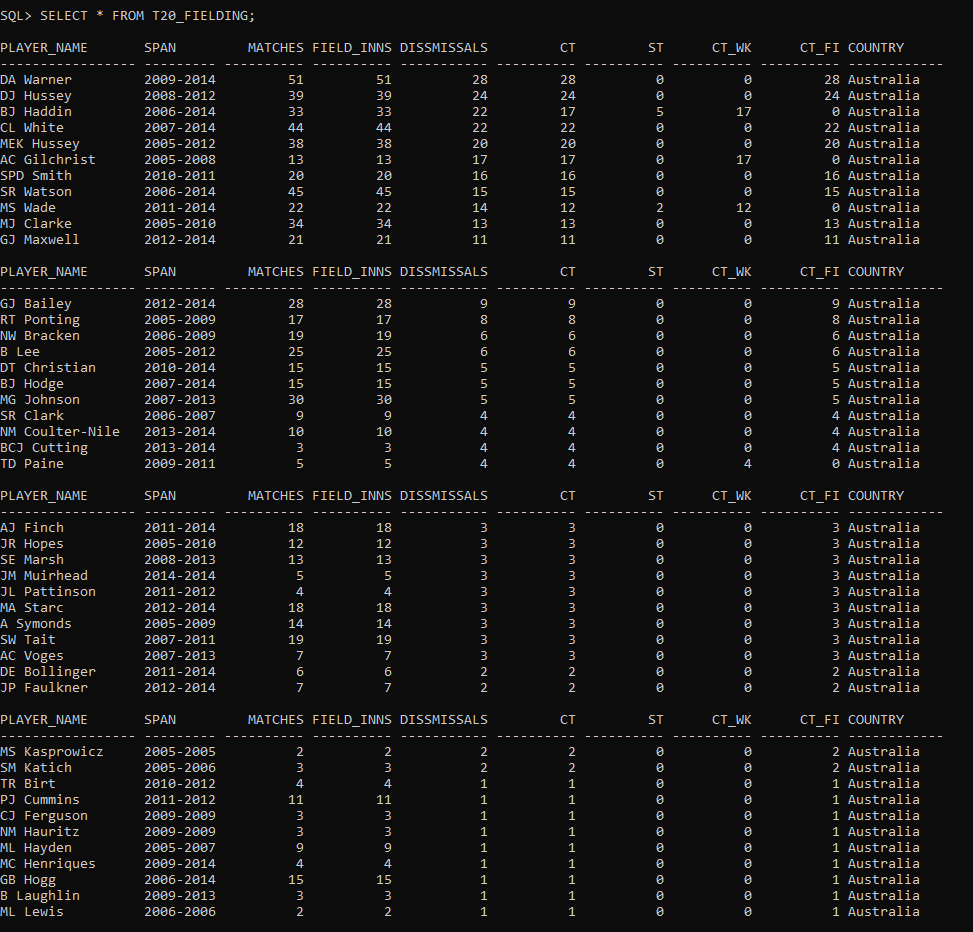 SQL> SELECT * FROM T20_FIELDING;
PLAYER_NAME SPAN MATCHES FIELD_INNS DISSMISSALS CT ST CT_WK CT_FI COUNTRY
----------------- --------- ---------- ---------- ----------- ---------- ---------- ---------- ---------- ------------
DA Warner 2009-2014 51 51 28 28 0 0 28 Australia
DJ Hussey 2008-2012 39 39 24 24 0 0 24 Australia
BJ Haddin 2006-2014 33 33 22 17 5 17 0 Australia
CL White 2007-2014 44 44 22 22 0 0 22 Australia
MEK Hussey 2005-2012 38 38 20 20 0 0 20 Australia
AC Gilchrist 2005-2008 13 13 17 17 0 17 0 Australia
SPD Smith 2010-2011 20 20 16 16 0 0 16 Australia
SR Watson 2006-2014 45 45 15 15 0 0 15 Australia
MS Wade 2011-2014 22 22 14 12 2 12 0 Australia
MJ Clarke 2005-2010 34 34 13 13 0 0 13 Australia
GJ Maxwell 2012-2014 21 21 11 11 0 0 11 Australia
PLAYER_NAME SPAN MATCHES FIELD_INNS DISSMISSALS CT ST CT_WK CT_FI COUNTRY
----------------- --------- ---------- ---------- ----------- ---------- ---------- ---------- ---------- ------------
GJ Bailey 2012-2014 28 28 9 9 0 0 9 Australia
RT Ponting 2005-2009 17 17 8 8 0 0 8 Australia
NW Bracken 2006-2009 19 19 6 6 0 0 6 Australia
B Lee 2005-2012 25 25 6 6 0 0 6 Australia
DT Christian 2010-2014 15 15 5 5 0 0 5 Australia
BJ Hodge 2007-2014 15 15 5 5 0 0 5 Australia
MG Johnson 2007-2013 30 30 5 5 0 0 5 Australia
SR Clark 2006-2007 9 9 4 4 0 0 4 Australia
NM Coulter-Nile 2013-2014 10 10 4 4 0 0 4 Australia
BCJ Cutting 2013-2014 3 3 4 4 0 0 4 Australia
TD Paine 2009-2011 5 5 4 4 0 4 0 Australia
PLAYER_NAME SPAN MATCHES FIELD_INNS DISSMISSALS CT ST CT_WK CT_FI COUNTRY
----------------- --------- ---------- ---------- ----------- ---------- ---------- ---------- ---------- ------------
AJ Finch 2011-2014 18 18 3 3 0 0 3 Australia
JR Hopes 2005-2010 12 12 3 3 0 0 3 Australia
SE Marsh 2008-2013 13 13 3 3 0 0 3 Australia
JM Muirhead 2014-2014 5 5 3 3 0 0 3 Australia
JL Pattinson 2011-2012 4 4 3 3 0 0 3 Australia
MA Starc 2012-2014 18 18 3 3 0 0 3 Australia
A Symonds 2005-2009 14 14 3 3 0 0 3 Australia
SW Tait 2007-2011 19 19 3 3 0 0 3 Australia
AC Voges 2007-2013 7 7 3 3 0 0 3 Australia
DE Bollinger 2011-2014 6 6 2 2 0 0 2 Australia
JP Faulkner 2012-2014 7 7 2 2 0 0 2 Australia
PLAYER_NAME SPAN MATCHES FIELD_INNS DISSMISSALS CT ST CT_WK CT_FI COUNTRY
----------------- --------- ---------- ---------- ----------- ---------- ---------- ---------- ---------- ------------
MS Kasprowicz 2005-2005 2 2 2 2 0 0 2 Australia
SM Katich 2005-2006 3 3 2 2 0 0 2 Australia
TR Birt 2010-2012 4 4 1 1 0 0 1 Australia
PJ Cummins 2011-2012 11 11 1 1 0 0 1 Australia
CJ Ferguson 2009-2009 3 3 1 1 0 0 1 Australia
NM Hauritz 2009-2009 3 3 1 1 0 0 1 Australia
ML Hayden 2005-2007 9 9 1 1 0 0 1 Australia
MC Henriques 2009-2014 4 4 1 1 0 0 1 Australia
GB Hogg 2006-2014 15 15 1 1 0 0 1 Australia
B Laughlin 2009-2013 3 3 1 1 0 0 1 Australia
ML Lewis 2006-2006 2 2 1 1 0 0 1 Australia